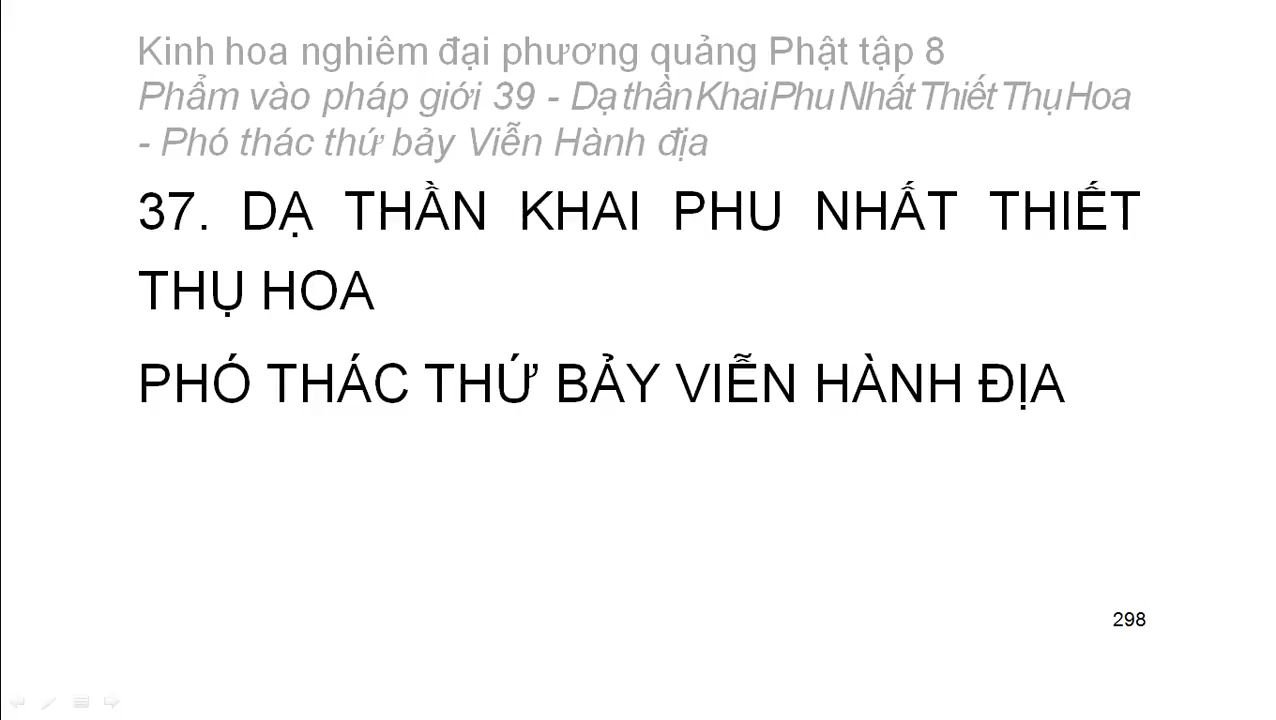 Kinh hoa nghiêm đại phương quảng Phật tập 8
Phẩm vào pháp giới 39 - Dạ thần Khai Phu Nhất Thiết Thụ Hoa
- Phó thác thứ bảy Viễn Hành địa
37. DẠ THẦN KHAI PHU NHẤT THIẾT
THỤ HOA
PHÓ THÁC THỨ BẢY VIỄN HÀNH ĐỊA
298